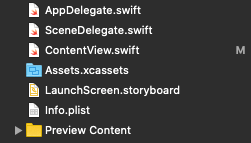 AppDelegate.swift
SceneDelegate.swift
ContentView.swift M
Assets.xcassets
LaunchScreen.storyboard
Info.plist
Preview Content